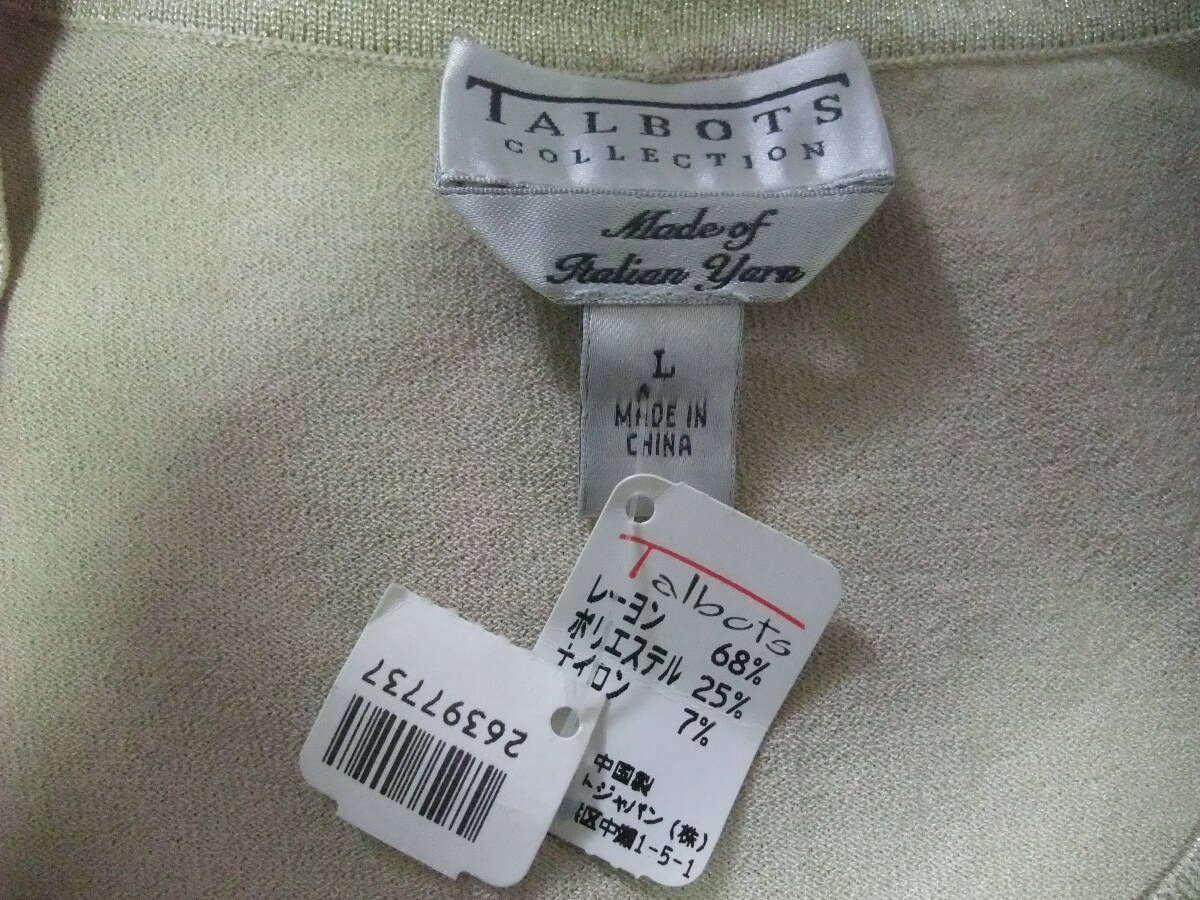 TALBOTS
COLLECTION
Made of
Italian Yarn
L
MADE IN
CHINA
Talbots
レーヨン 68%
ポリエステル 25%
ナイロン 7%
中国製
トジャパン(株)
区中瀬1-5-1
26397737